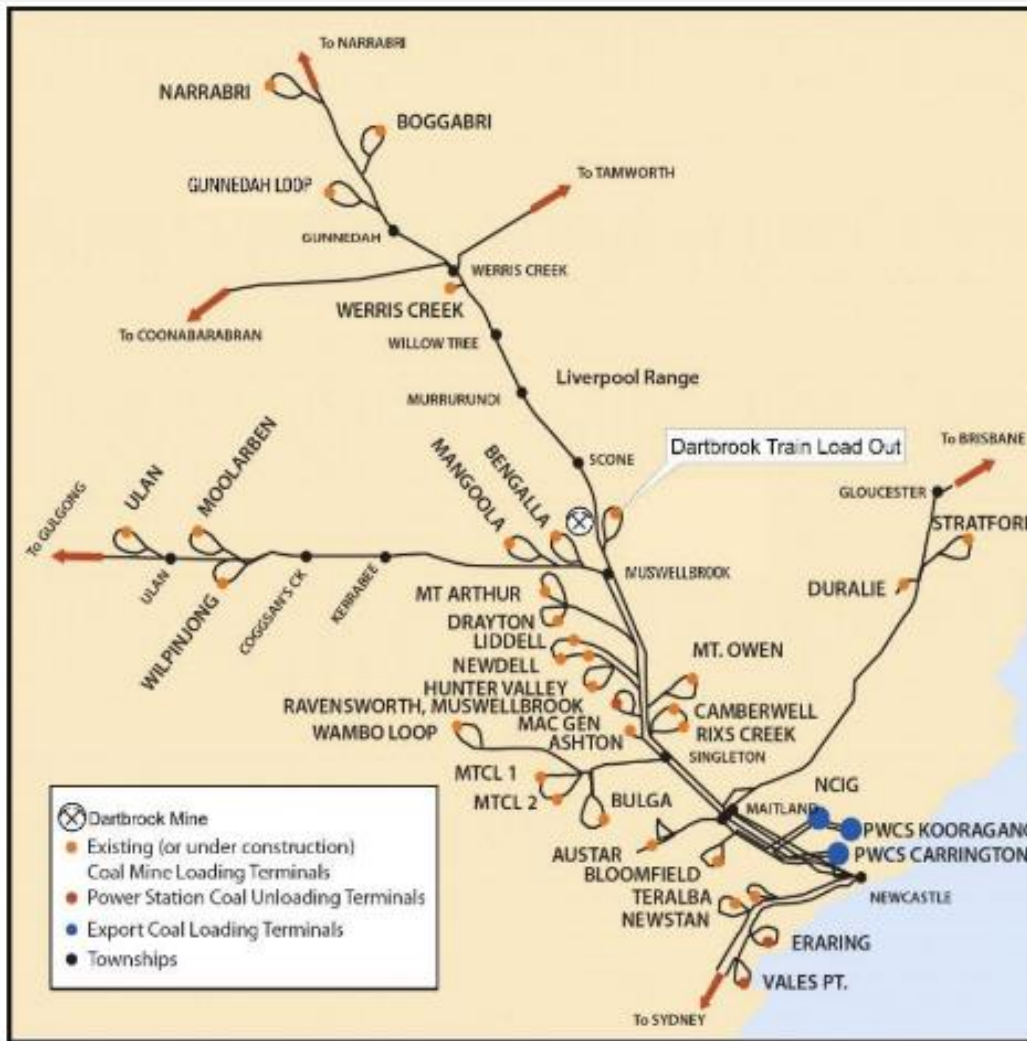 To NARRABRI
NARRABRI
BOGGABRI
GUNNEDAH LOOP
To TAMWORTH
GUNNEDAH
WERRIS CREEK
WERRIS CREEK
To COONABARABRAN
WILLOW TREE
Liverpool Range
MURRURUNDI
SCONE
Dartbrook Train Load Out
To BRISBANE
GLOUCESTER
STRATFORD
DURALIE
To GULGONG
ULAN
MOOLARBEN
MANGOOLA
BENGALLA
ULAN
WILPINJONG
COGGSAN'S CK
KERRABEE
MUSWELLBROOK
MT ARTHUR
DRAYTON
LIDDELL
NEWDELL
HUNTER VALLEY
RAVENSWORTH, MUSWELLBROOK
MAC GEN
ASHTON
MT. OWEN
CAMBERWELL
RIXS CREEK
WAMBO LOOP
SINGLETON
MTCL 1
MTCL 2
BULGA
MAITLAND
NCIG
PWCS KOORAGANG
PWCS CARRINGTON
AUSTAR
BLOOMFIELD
NEWCASTLE
TERALBA
NEWSTAN
ERARING
VALES PT.
To SYDNEY
Dartbrook Mine
Existing (or under construction)
Coal Mine Loading Terminals
Power Station Coal Unloading Terminals
Export Coal Loading Terminals
Townships